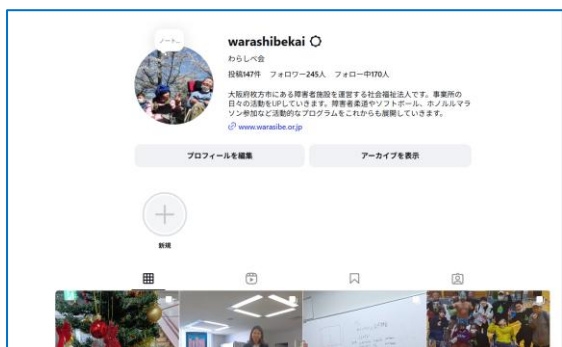 ノート...
warashibekai
わらしべ会
投稿147件 フォロワー245人 フォロー中170人
大阪府枚方市にある障害者施設を運営する社会福祉法人です。事業所の
日々の活動をUPしていきます。障害者柔道やソフトボール、ホノルルマラ
ソン参加など活動的なプログラムをこれからも展開していきます。
www.warasibe.or.jp
プロフィールを編集 アーカイブを表示
新規